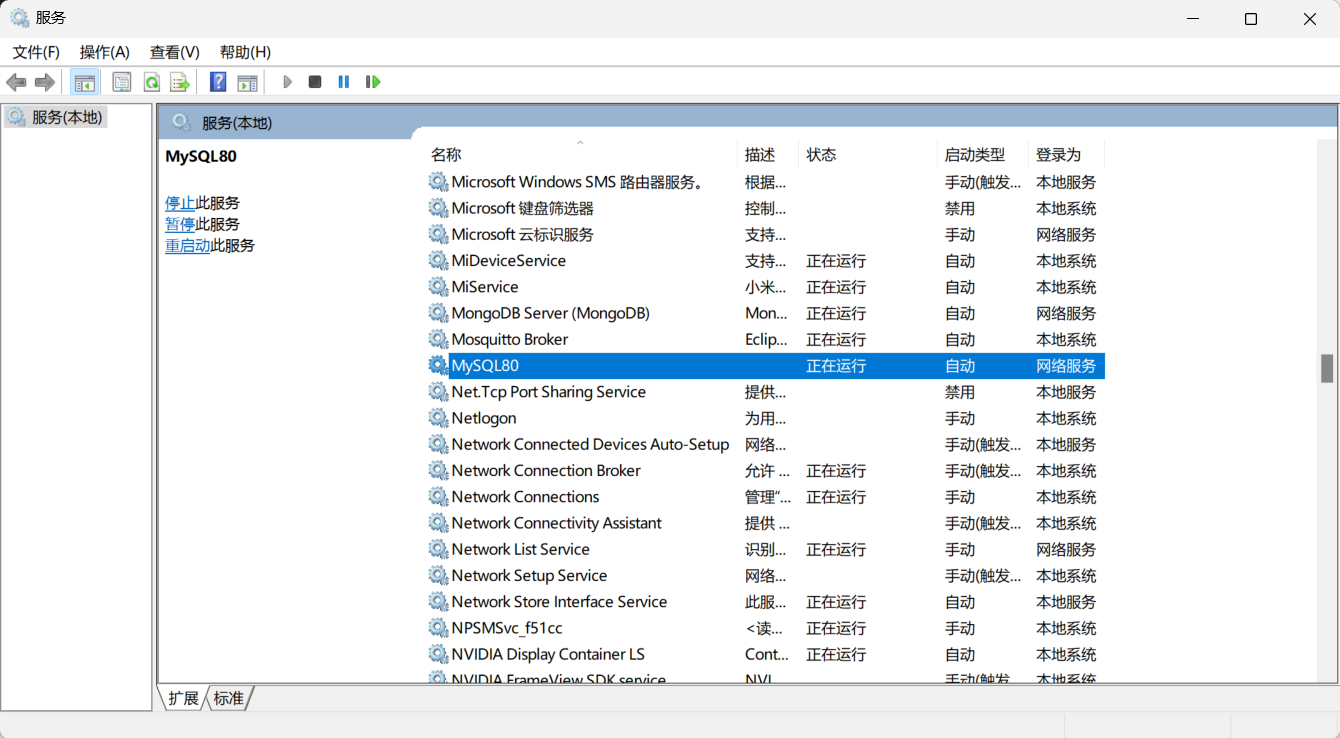 服务
文件(F) 操作(A) 查看(V) 帮助(H)
服务(本地)
服务(本地)
MySQL80
停止此服务
暂停此服务
重启动此服务
名称 描述 状态 启动类型 登录为
Microsoft Windows SMS 路由器服务。 根据... 手动(触发... 本地服务
Microsoft 键盘筛选器 控制... 禁用 本地系统
Microsoft 云标识服务 支持... 手动 网络服务
MiDeviceService 支持... 正在运行 自动 本地系统
MiService 小米... 正在运行 自动 本地系统
MongoDB Server (MongoDB) Mon... 正在运行 自动 网络服务
Mosquitto Broker Eclip... 正在运行 自动 本地系统
MySQL80 正在运行 自动 网络服务
Net.Tcp Port Sharing Service 提供... 禁用 本地服务
Netlogon 为用... 手动 本地系统
Network Connected Devices Auto-Setup 网络... 手动(触发... 本地服务
Network Connection Broker 允许 ... 正在运行 手动(触发... 本地系统
Network Connections 管理"... 正在运行 手动 本地系统
Network Connectivity Assistant 提供 ... 手动(触发... 本地系统
Network List Service 识别... 正在运行 手动 网络服务
Network Setup Service 网络... 手动(触发... 本地系统
Network Store Interface Service 此服... 正在运行 自动 本地服务
NPSMSvc_f51cc <读... 正在运行 手动 本地系统
NVIDIA Display Container LS Cont... 正在运行 自动 本地系统
NVIDIA FrameView SDK service NVI... 手动(触发... 本地系统
扩展 标准